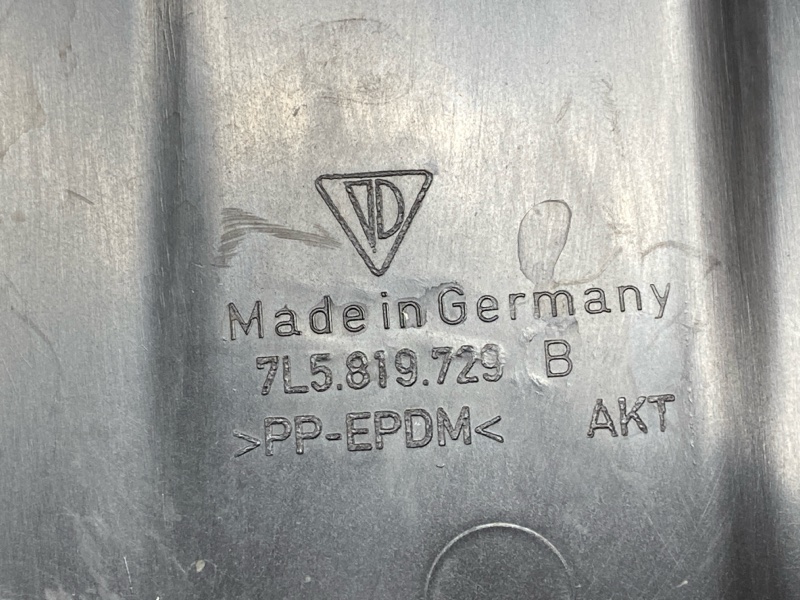 Made in Germany
7L5.819.729 B
>PP-EPDM< AKT